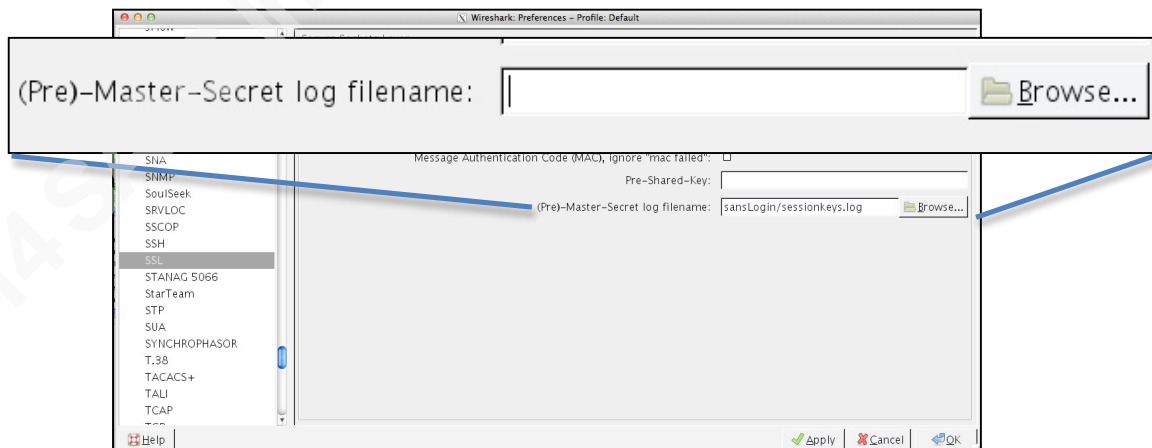 Wireshark: Preferences – Profile: Default
(Pre)–Master–Secret log filename: Browse...
SNA
Message Authentication Code (MAC), ignore "mac failed":
SNMP
Pre–Shared–Key:
SoulSeek
SRVLOC
(Pre)–Master–Secret log filename: sansLogin/sessionkeys.log Browse...
SSCOP
SSH
SSL
STANAG 5066
StarTeam
STP
SUA
SYNCHROPHASOR
T.38
TACACS+
TALI
TCAP
Help Apply Cancel OK